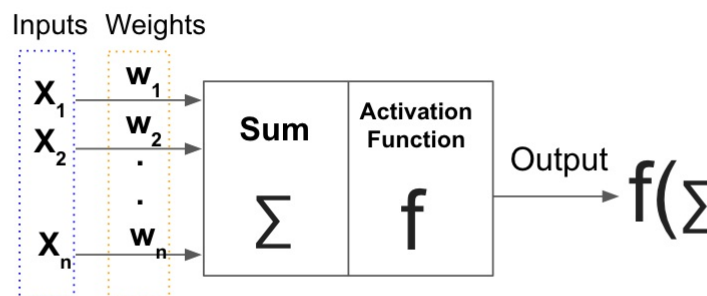 Inputs Weights
X1 w1
X2 w2
.
.
Xn wn
Sum
Σ
Activation
Function
f
Output
f(Σ